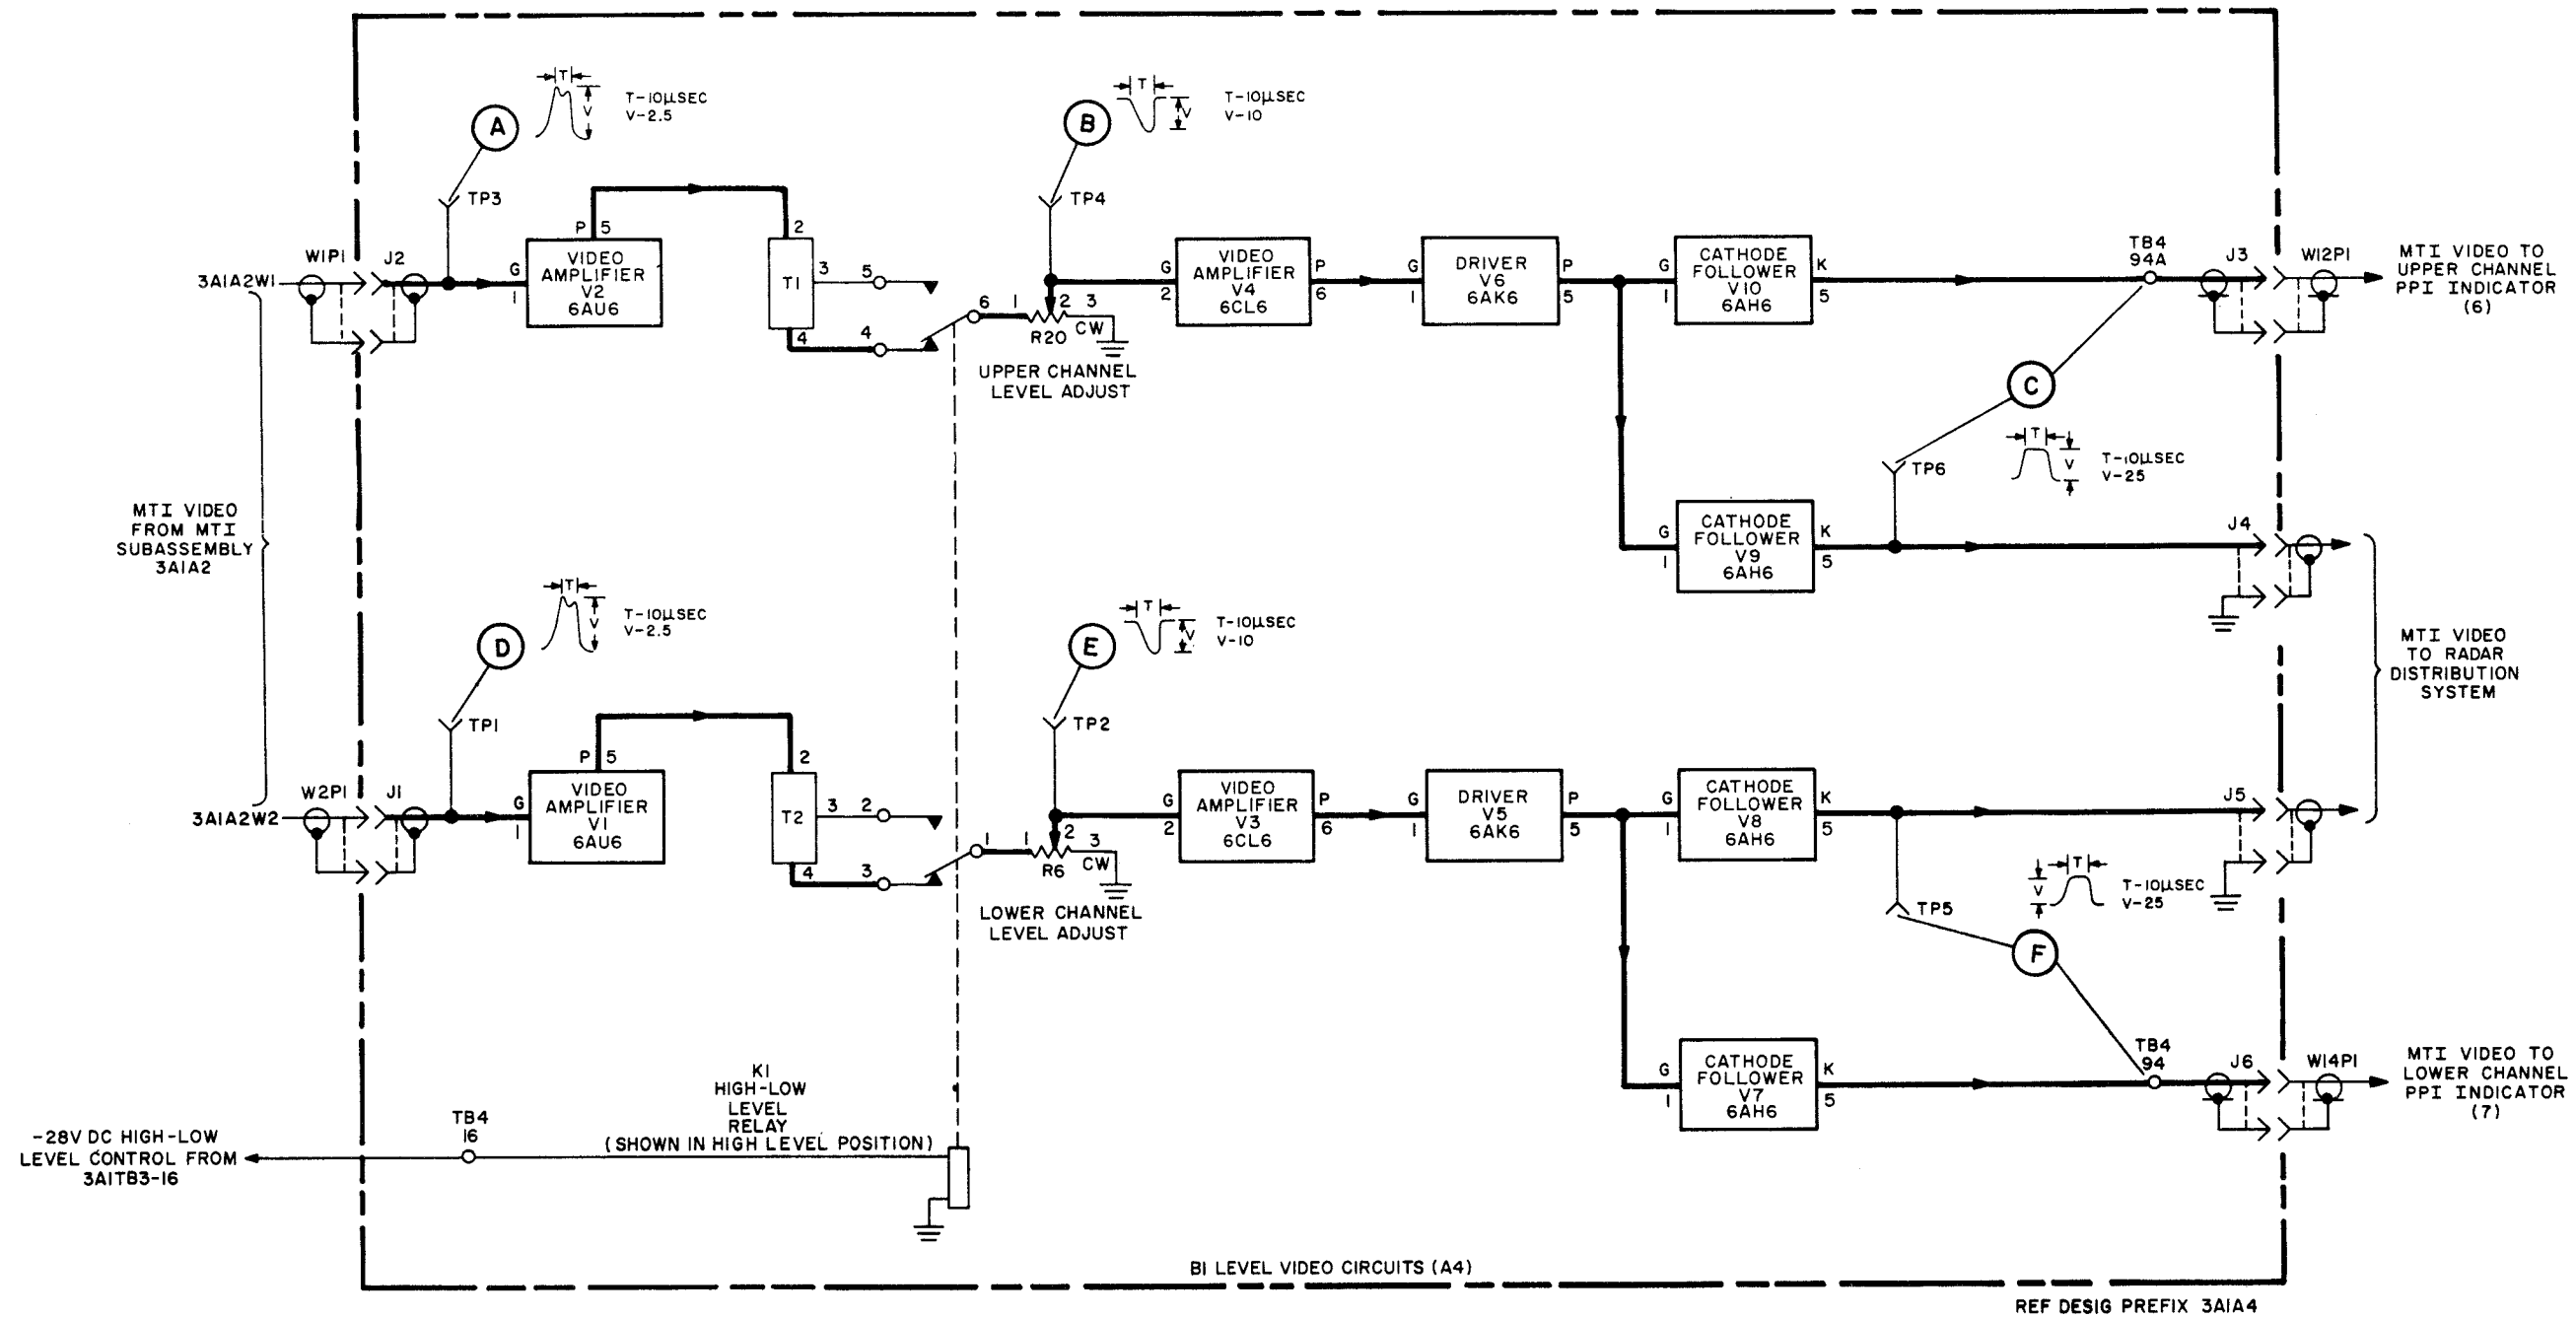 A
T
V
T-10µSEC
V-2.5
TP3
B
T
V
T-10µSEC
V-10
TP4
3A1A2W1
W1P1
J2
G
1
VIDEO
AMPLIFIER
V2
6AU6
P 5
2
T1
3
5
4
4
6
1
2
3
CW
R20
UPPER CHANNEL
LEVEL ADJUST
G
2
VIDEO
AMPLIFIER
V4
6CL6
P
6
G
1
DRIVER
V6
6AK6
P
5
G
1
CATHODE
FOLLOWER
V10
6AH6
K
5
TB4
94A
J3
W12P1
MTI VIDEO TO
UPPER CHANNEL
PPI INDICATOR
(6)
C
T
V
T-10µSEC
V-25
TP6
G
1
CATHODE
FOLLOWER
V9
6AH6
K
5
J4
MTI VIDEO
FROM MTI
SUBASSEMBLY
3A1A2
MTI VIDEO
TO RADAR
DISTRIBUTION
SYSTEM
D
T
V
T-10µSEC
V-2.5
TP1
E
T
V
T-10µSEC
V-10
TP2
3A1A2W2
W2P1
J1
G
1
VIDEO
AMPLIFIER
V1
6AU6
P 5
2
T2
3
2
4
3
1
1
2
3
CW
R6
LOWER CHANNEL
LEVEL ADJUST
G
2
VIDEO
AMPLIFIER
V3
6CL6
P
6
G
1
DRIVER
V5
6AK6
P
5
G
1
CATHODE
FOLLOWER
V8
6AH6
K
5
J5
TP5
T
V
T-10µSEC
V-25
F
G
1
CATHODE
FOLLOWER
V7
6AH6
K
5
TB4
94
J6
W14P1
MTI VIDEO TO
LOWER CHANNEL
PPI INDICATOR
(7)
K1
HIGH-LOW
LEVEL
RELAY
(SHOWN IN HIGH LEVEL POSITION)
TB4
16
-28V DC HIGH-LOW
LEVEL CONTROL FROM
3A1TB3-16
BI LEVEL VIDEO CIRCUITS (A4)
REF DESIG PREFIX 3A1A4